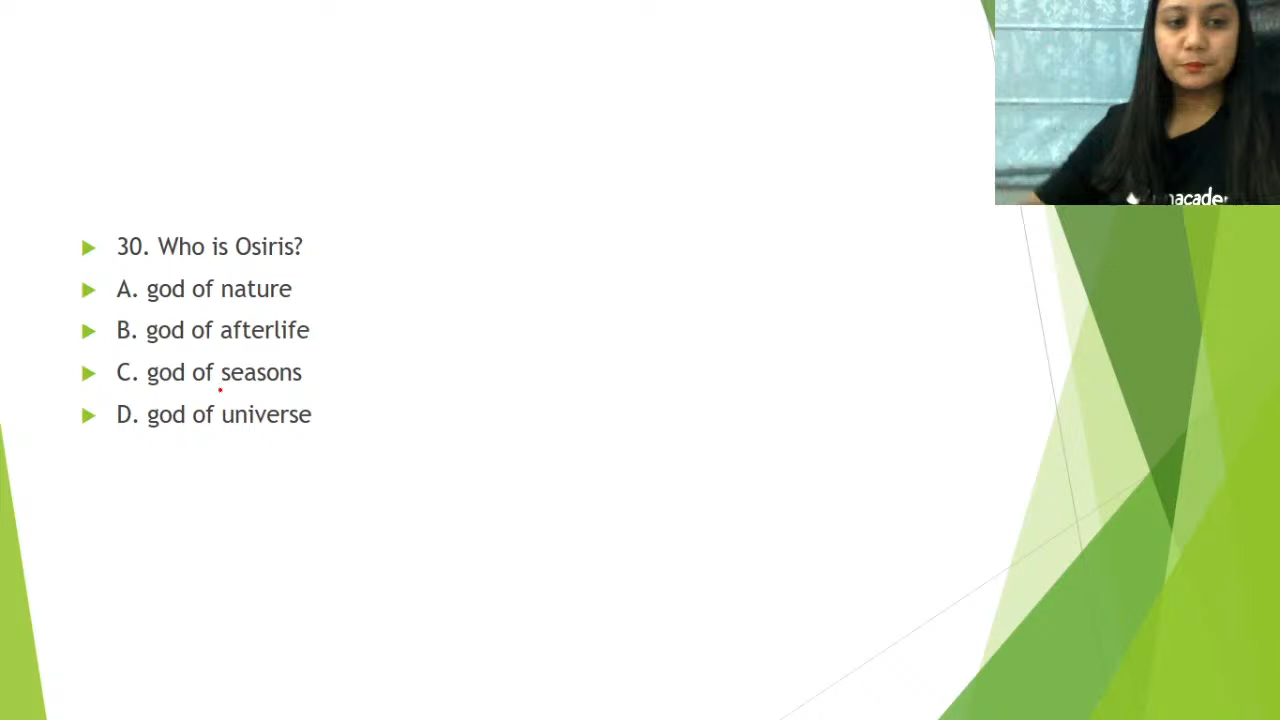 30. Who is Osiris?
A. god of nature
B. god of afterlife
C. god of seasons
D. god of universe